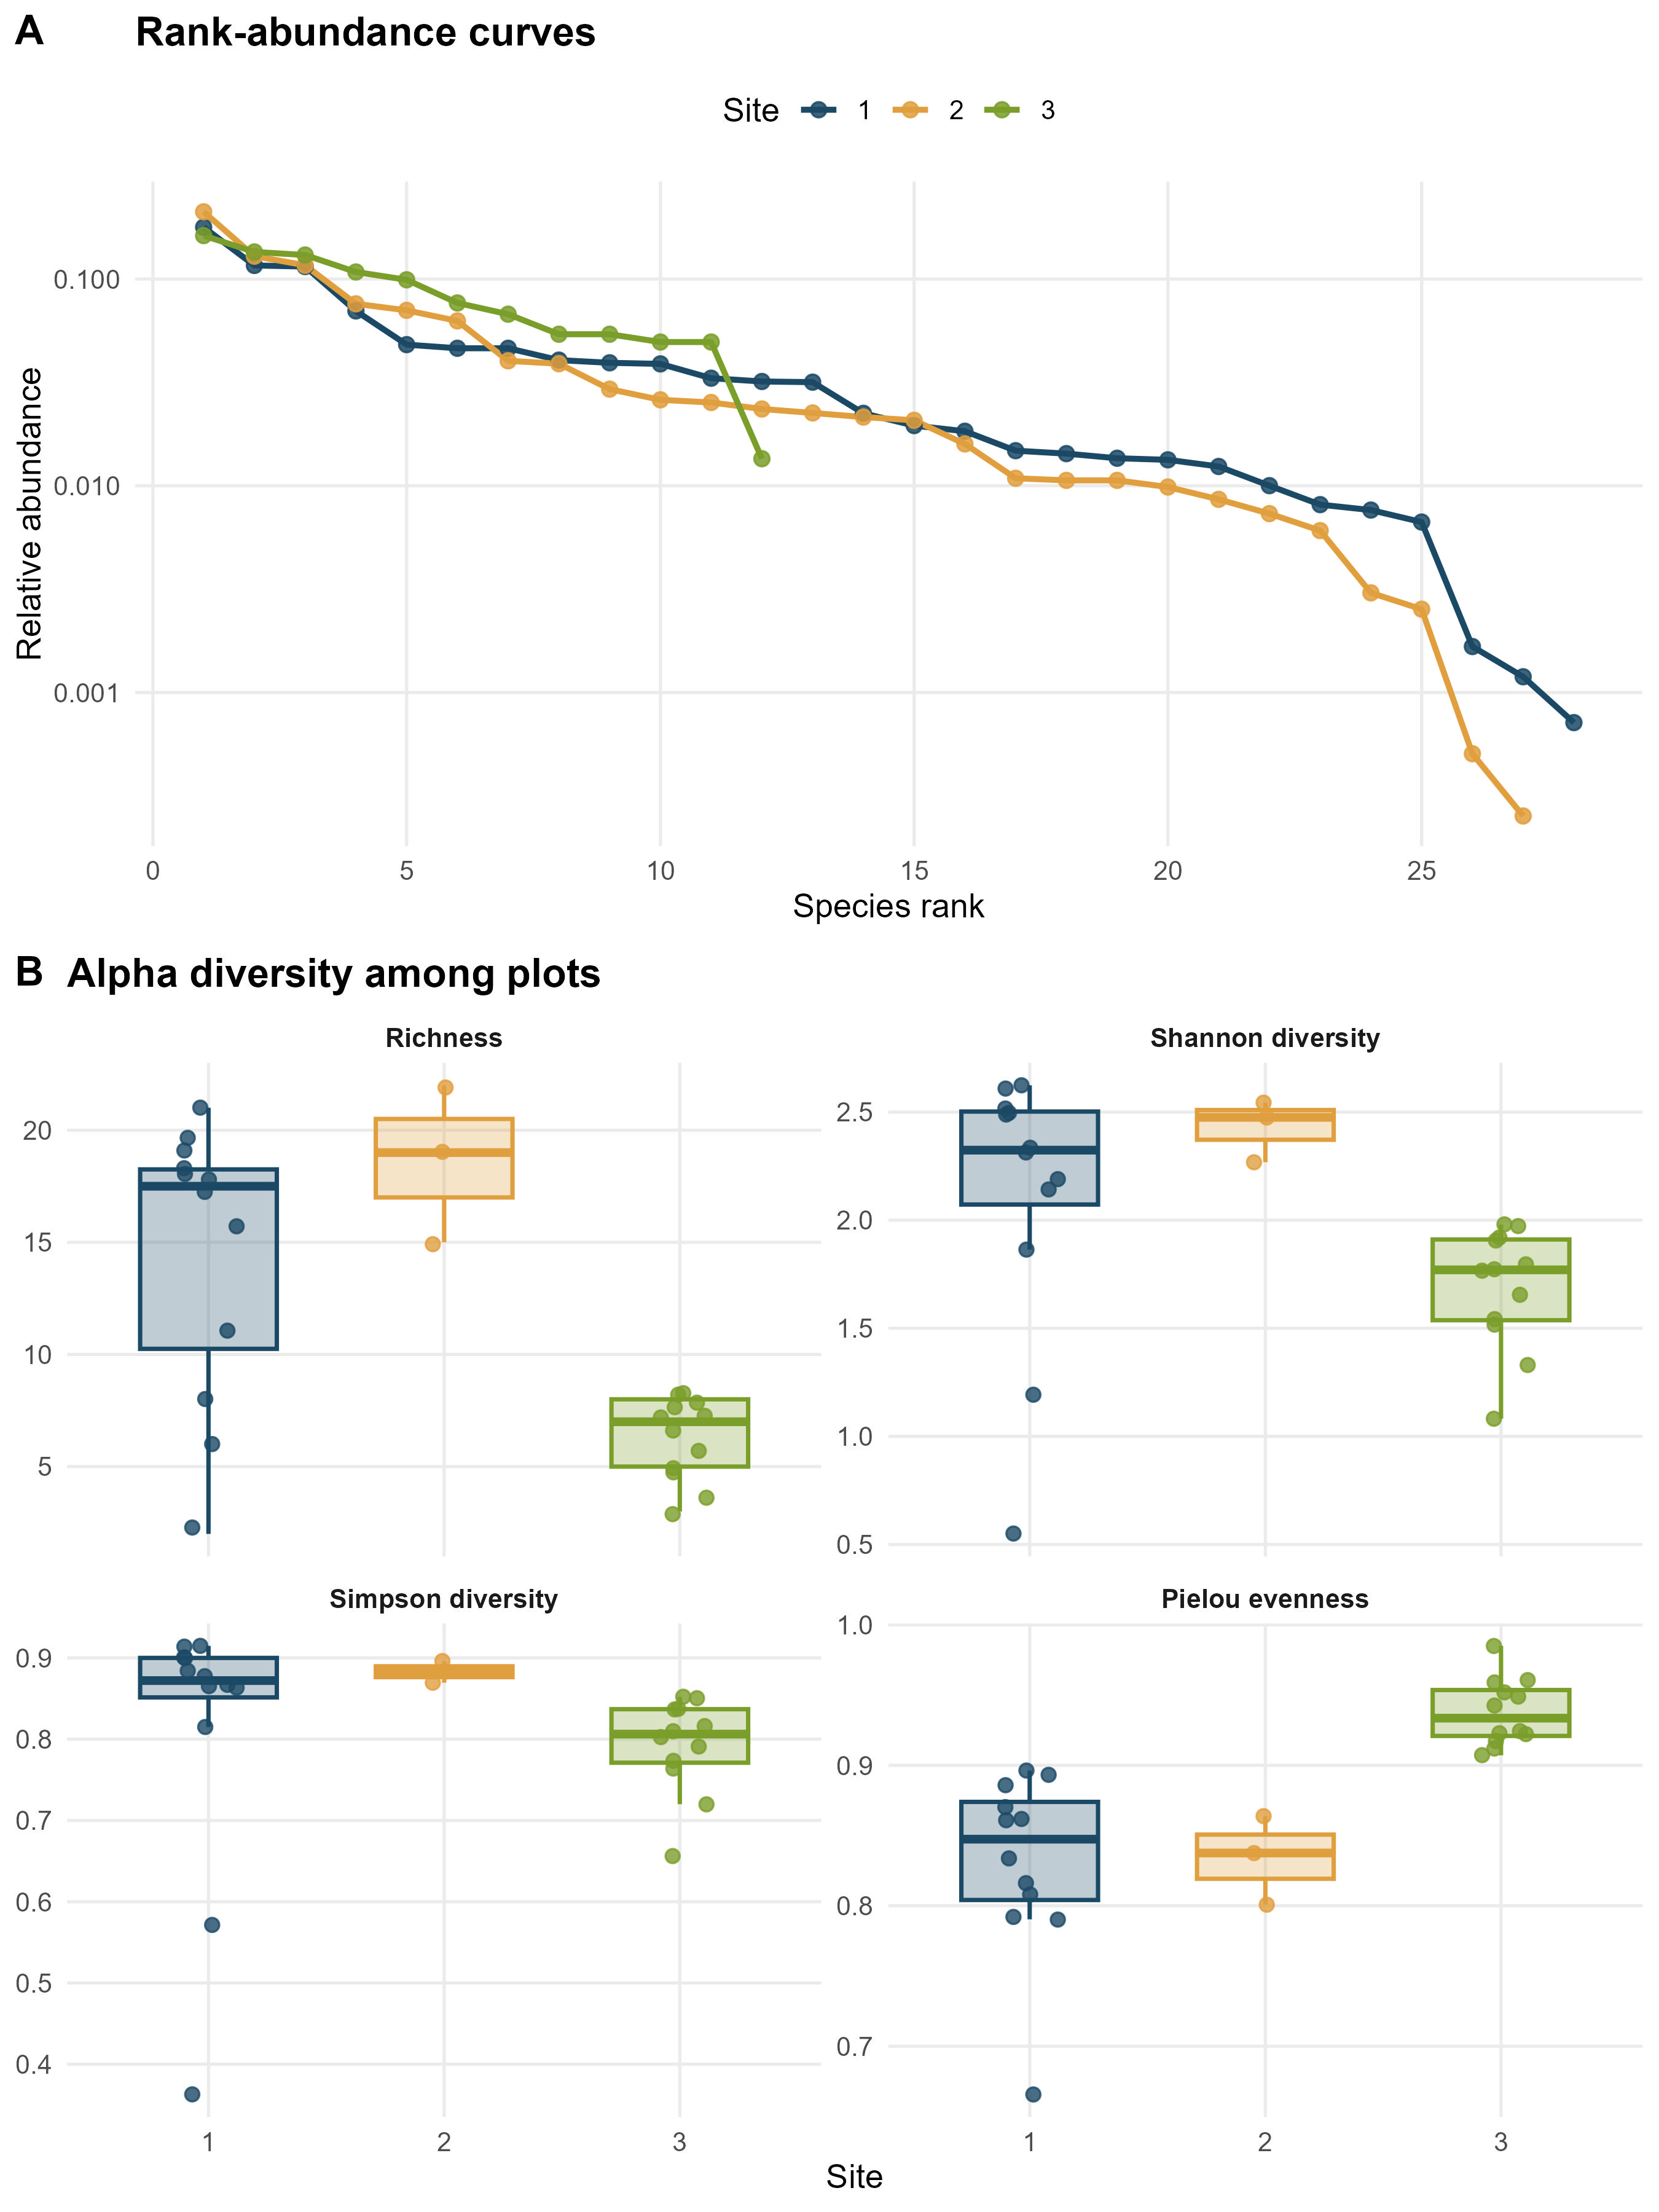 A Rank-abundance curves
Site 1 2 3
0.100
0.010
0.001
Relative abundance
0 5 10 15 20 25
Species rank
B Alpha diversity among plots
Richness
20
15
10
5
Shannon diversity
2.5
2.0
1.5
1.0
0.5
Simpson diversity
0.9
0.8
0.7
0.6
0.5
0.4
1 2 3
Pielou evenness
1.0
0.9
0.8
0.7
1 2 3
Site